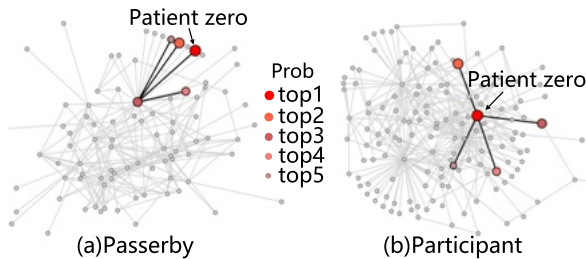 Patient zero
Prob
top1
top2
top3
top4
top5
Patient zero
(a)Passerby
(b)Participant